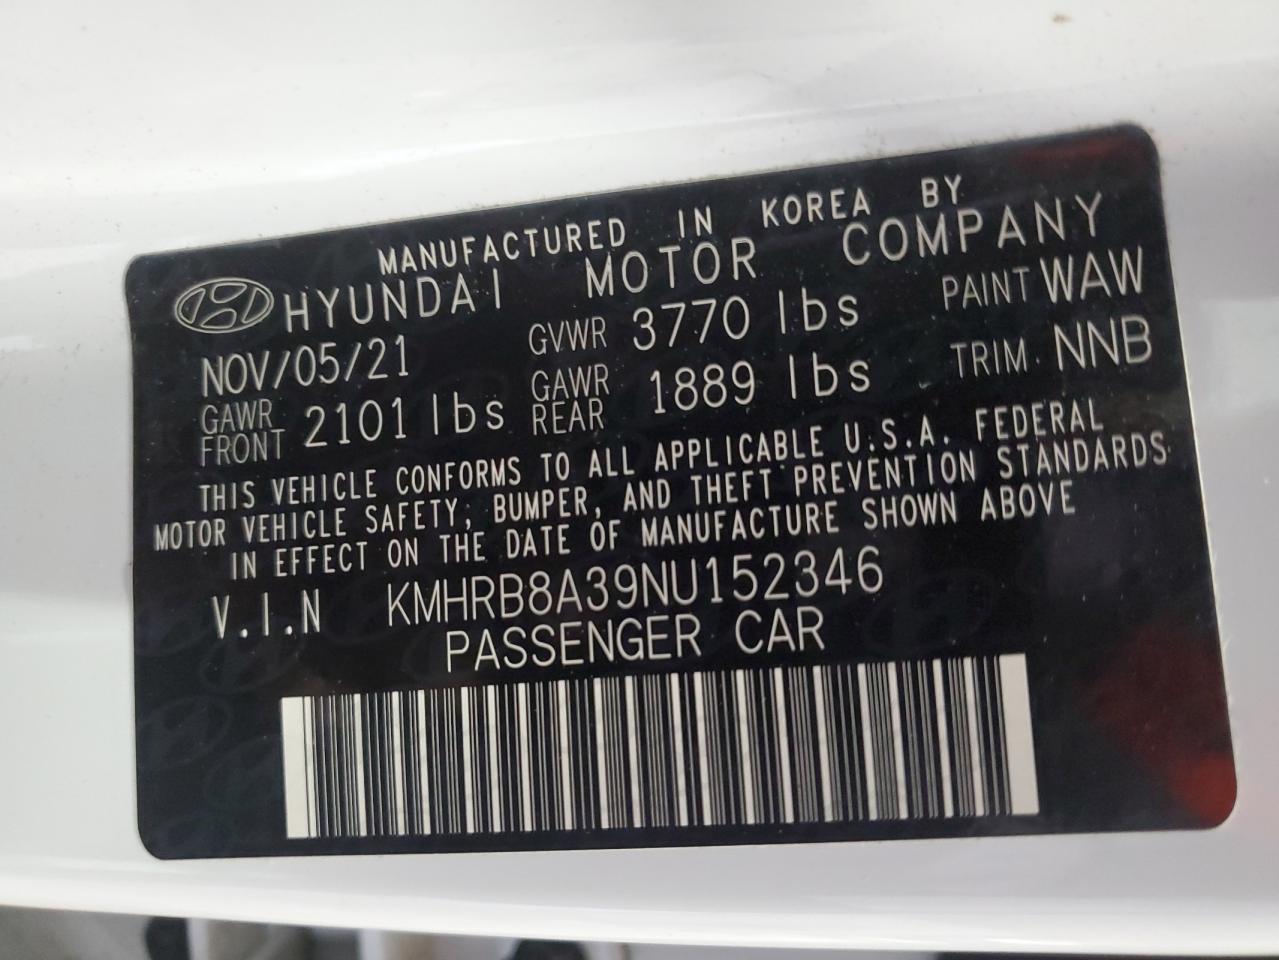 MANUFACTURED IN KOREA BY
HYUNDAI MOTOR COMPANY
NOV/05/21 GVWR 3770 lbs PAINT WAW
GAWR FRONT 2101 lbs GAWR REAR 1889 lbs TRIM. NNB
THIS VEHICLE CONFORMS TO ALL APPLICABLE U.S.A. FEDERAL
MOTOR VEHICLE SAFETY, BUMPER, AND THEFT PREVENTION STANDARDS
IN EFFECT ON THE DATE OF MANUFACTURE SHOWN ABOVE
V.I.N KMHRB8A39NU152346
PASSENGER CAR